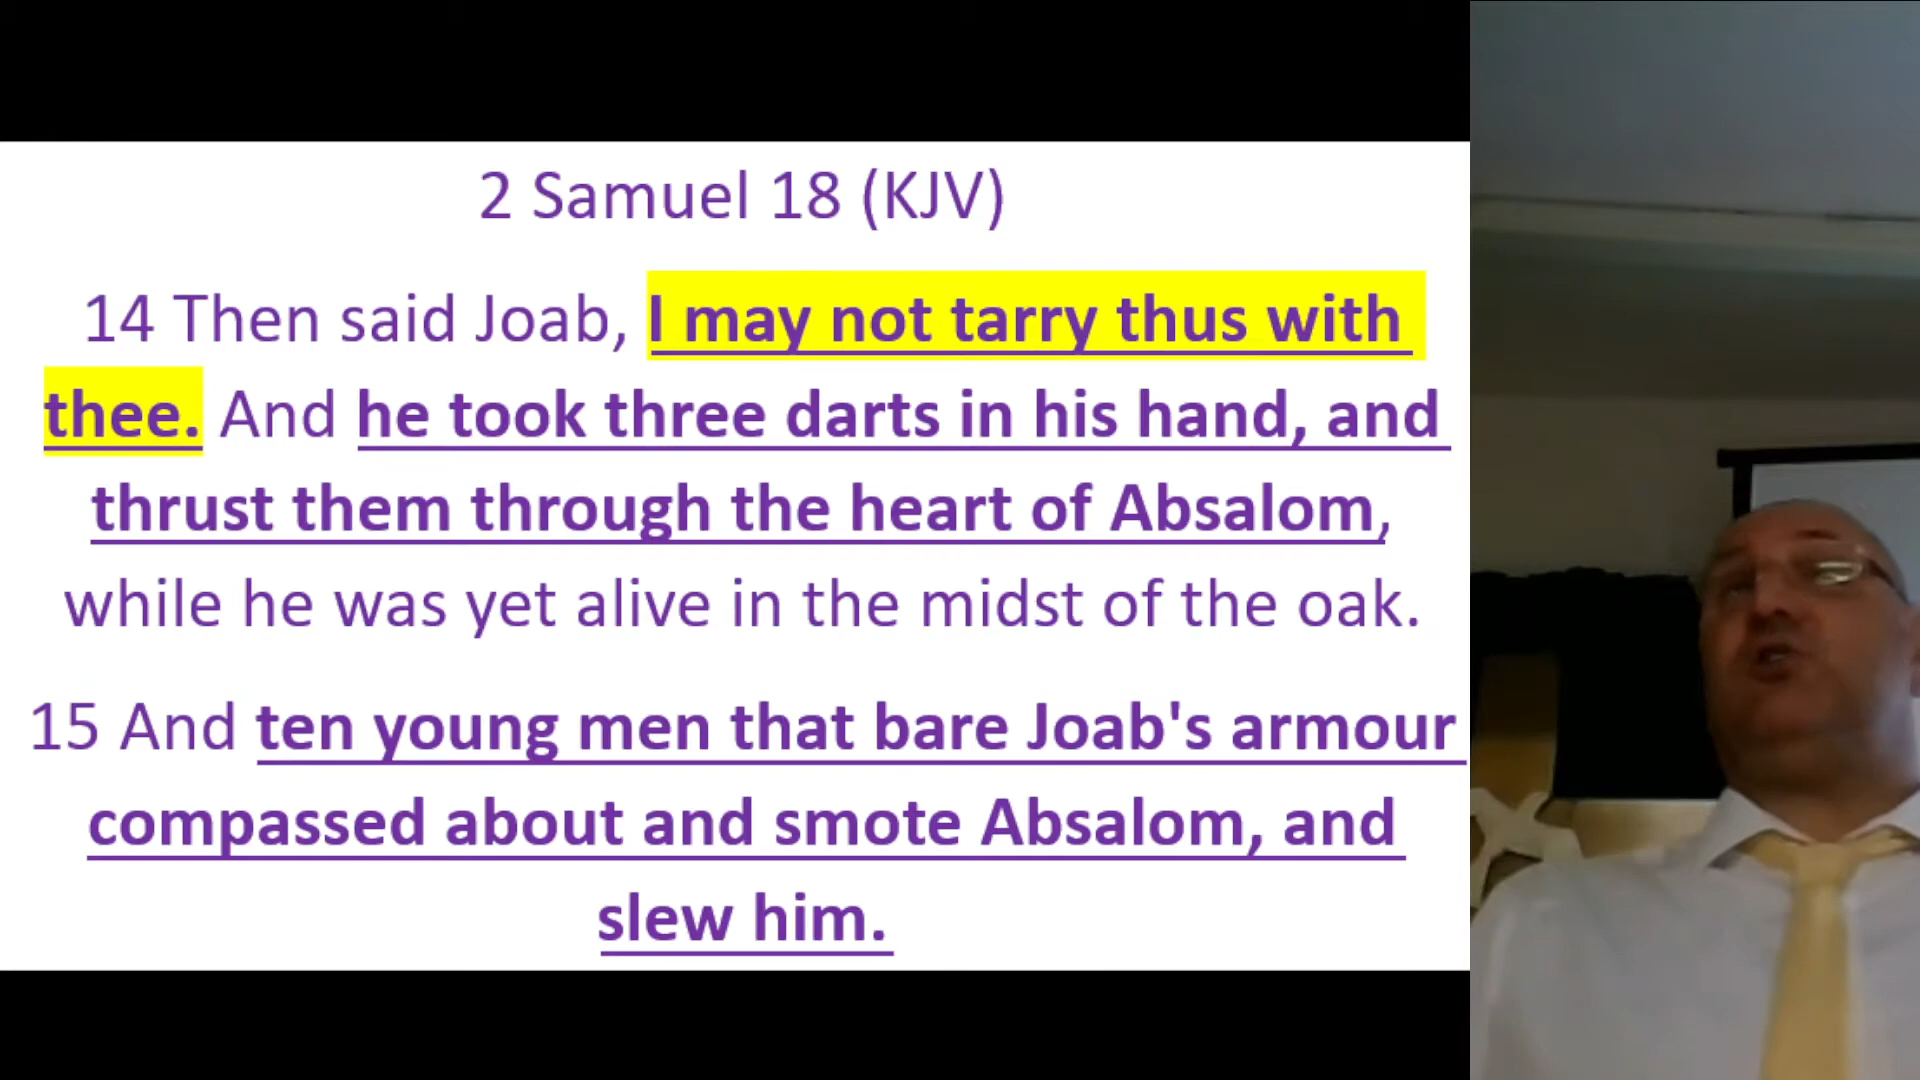 2 Samuel 18 (KJV)
14 Then said Joab, I may not tarry thus with
thee. And he took three darts in his hand, and
thrust them through the heart of Absalom,
while he was yet alive in the midst of the oak.
15 And ten young men that bare Joab's armour
compassed about and smote Absalom, and
slew him.